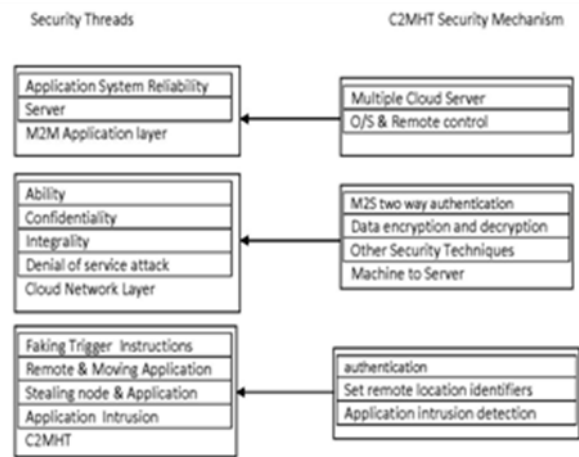 Security Threads
C2MHT Security Mechanism
Application System Reliability
Server
M2M Application layer
Multiple Cloud Server
O/S & Remote control
Ability
Confidentiality
Integrality
Denial of service attack
Cloud Network Layer
M2S two way authentication
Data encryption and decryption
Other Security Techniques
Machine to Server
Faking Trigger Instructions
Remote & Moving Application
Stealing node & Application
Application Intrusion
C2MHT
authentication
Set remote location identifiers
Application intrusion detection